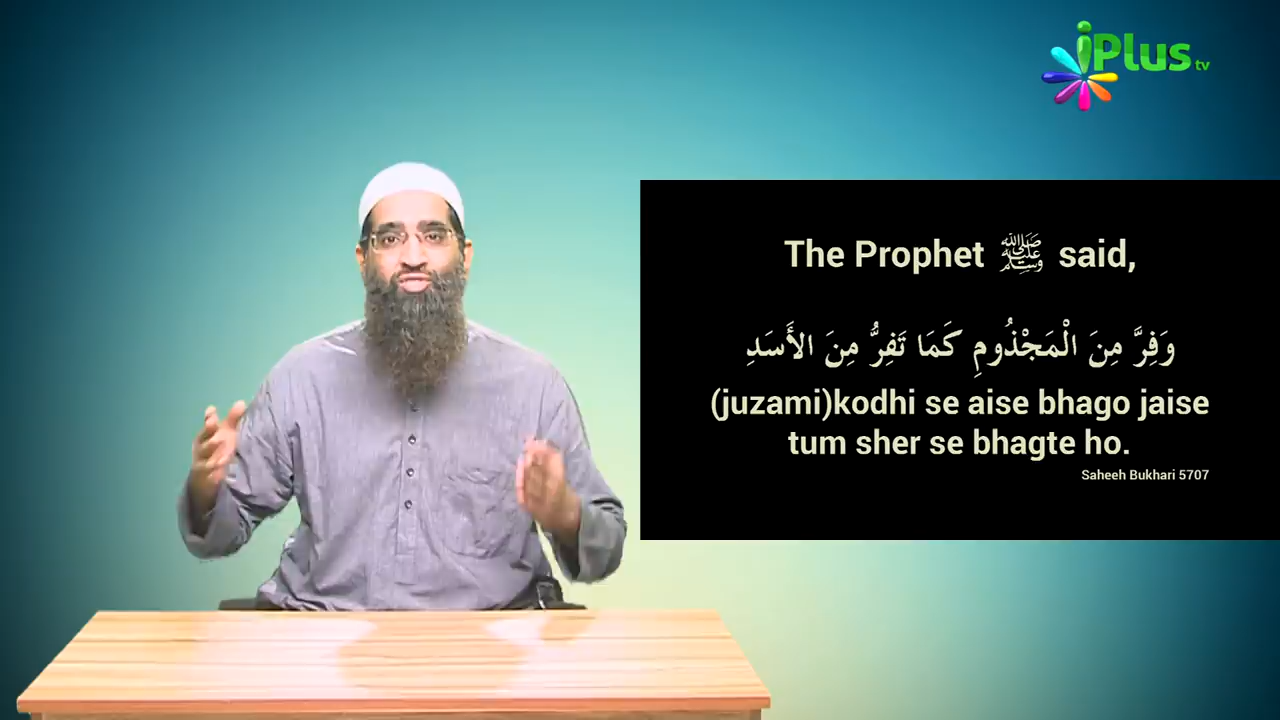 iPlus tv
The Prophet ﷺ said,
وَفِرَّ مِنَ الْمَجْذُومِ كَمَا تَفِرُّ مِنَ الأَسَدِ
(juzami)kodhi se aise bhago jaise
tum sher se bhagte ho.
Saheeh Bukhari 5707